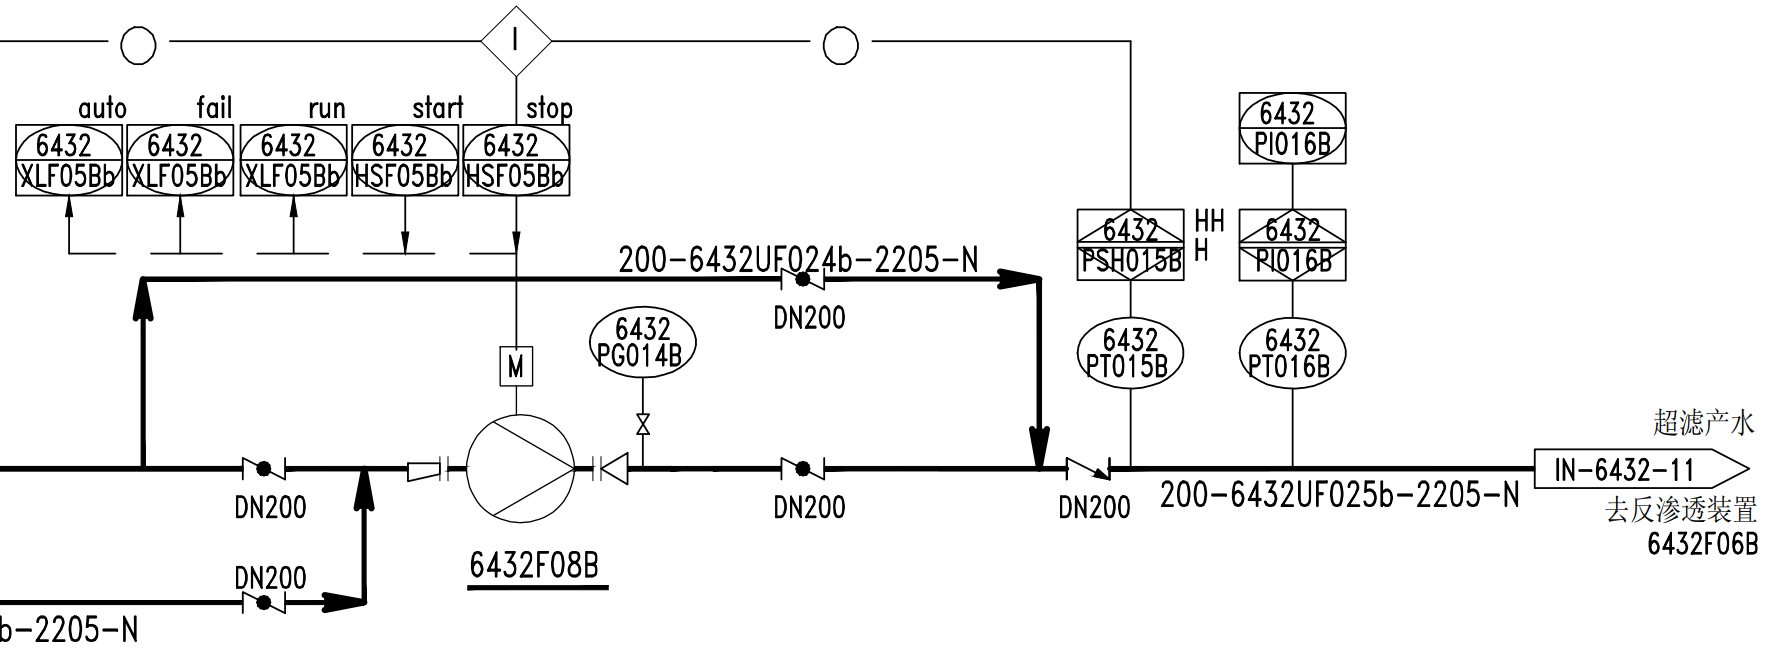 I
auto
fail
run
start
stop
6432
XLF05Bb
6432
XLF05Bb
6432
XLF05Bb
6432
HSF05Bb
6432
HSF05Bb
6432
PI016B
6432
PSH015B
HH
H
6432
PI016B
200-6432UF024b-2205-N
DN200
6432
PG014B
6432
PT015B
6432
PT016B
M
超滤产水
IN-6432-11
DN200
DN200
DN200
200-6432UF025b-2205-N
去反渗透装置
6432F06B
6432F08B
DN200
b-2205-N